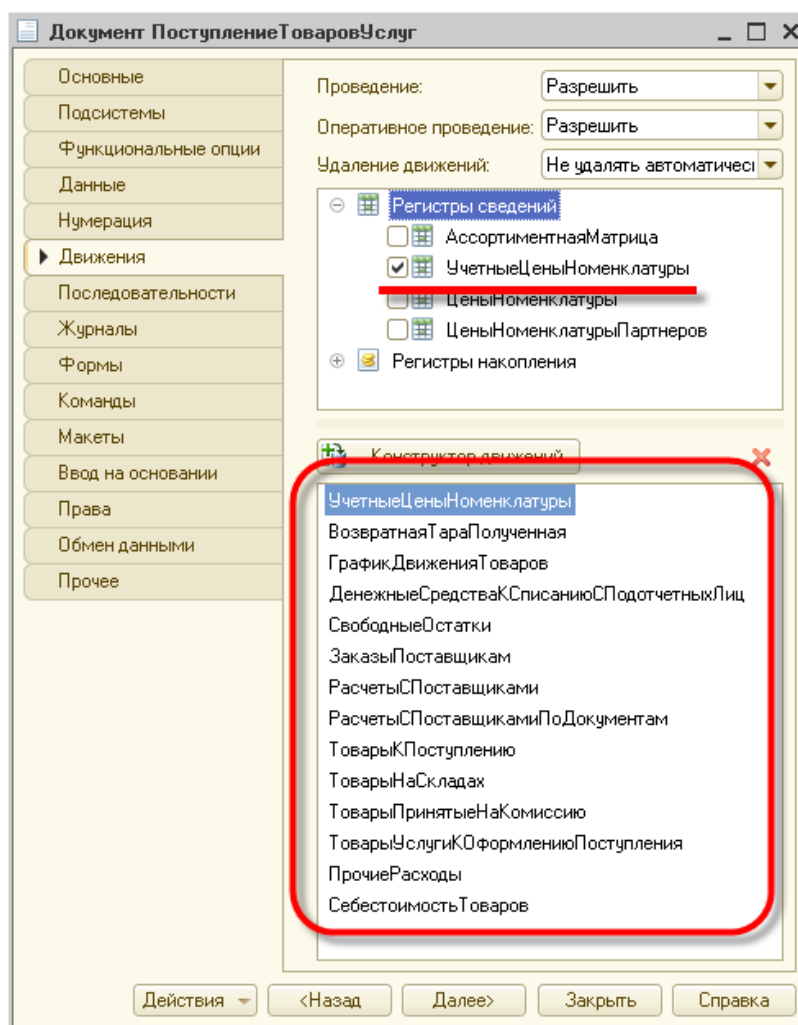 Документ ПоступлениеТоваровУслуг
Основные
Подсистемы
Функциональные опции
Данные
Нумерация
Движения
Последовательности
Журналы
Формы
Команды
Макеты
Ввод на основании
Права
Обмен данными
Прочее
Проведение: Разрешить
Оперативное проведение: Разрешить
Удаление движений: Не удалять автоматичес
Регистры сведений
АссортиментнаяМатрица
УчетныеЦеныНоменклатуры
ЦеныНоменклатуры
ЦеныНоменклатурыПартнеров
Регистры накопления
Конструктор движений
УчетныеЦеныНоменклатуры
ВозвратнаяТараПолученная
ГрафикДвиженияТоваров
ДенежныеСредстваКСписаниюСПодотчетныхЛиц
СвободныеОстатки
ЗаказыПоставщикам
РасчетыСПоставщиками
РасчетыСПоставщикамиПоДокументам
ТоварыКПоступлению
ТоварыНаСкладах
ТоварыПринятыеНаКомиссию
ТоварыУслугиКОформлениюПоступления
ПрочиеРасходы
СебестоимостьТоваров
Действия <Назад Далее> Закрыть Справка